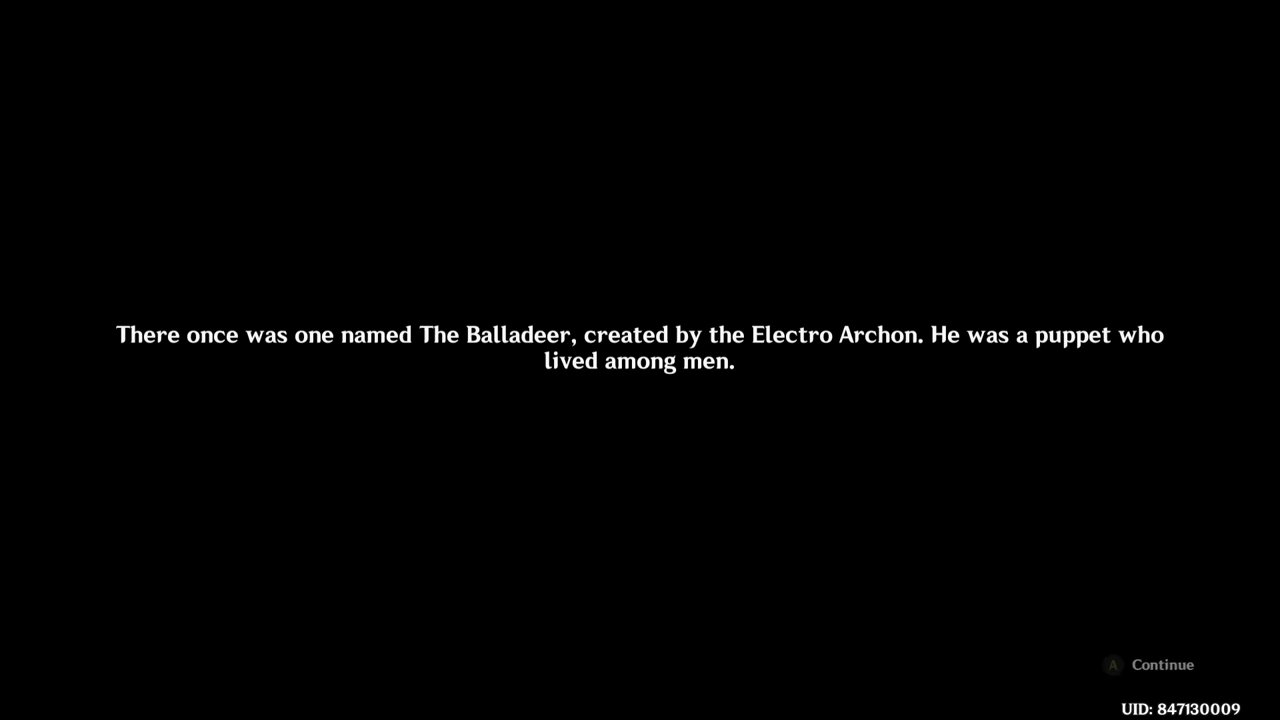 There once was one named The Balladeer, created by the Electro Archon. He was a puppet who
lived among men.
A Continue
UID: 847130009